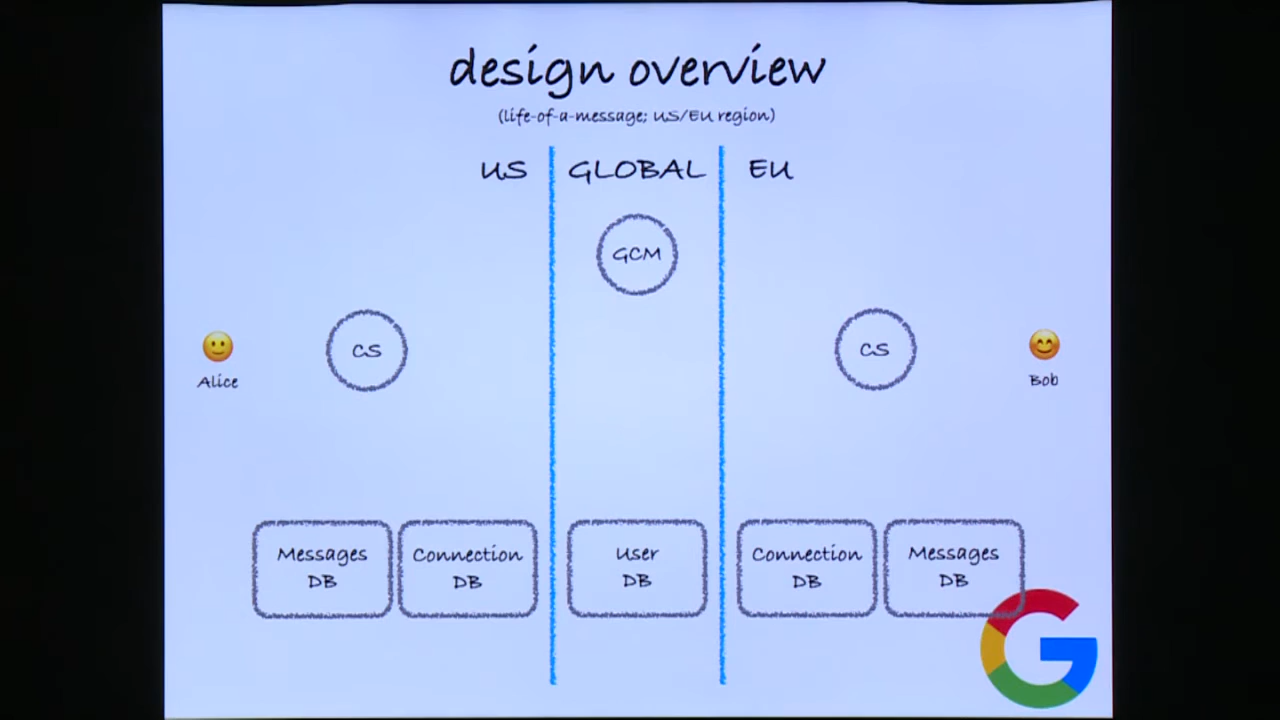 design overview
(life-of-a-message; US/EU region)
US GLOBAL EU
GCM
CS
CS
Alice
Bob
Messages
DB
Connection
DB
User
DB
Connection
DB
Messages
DB